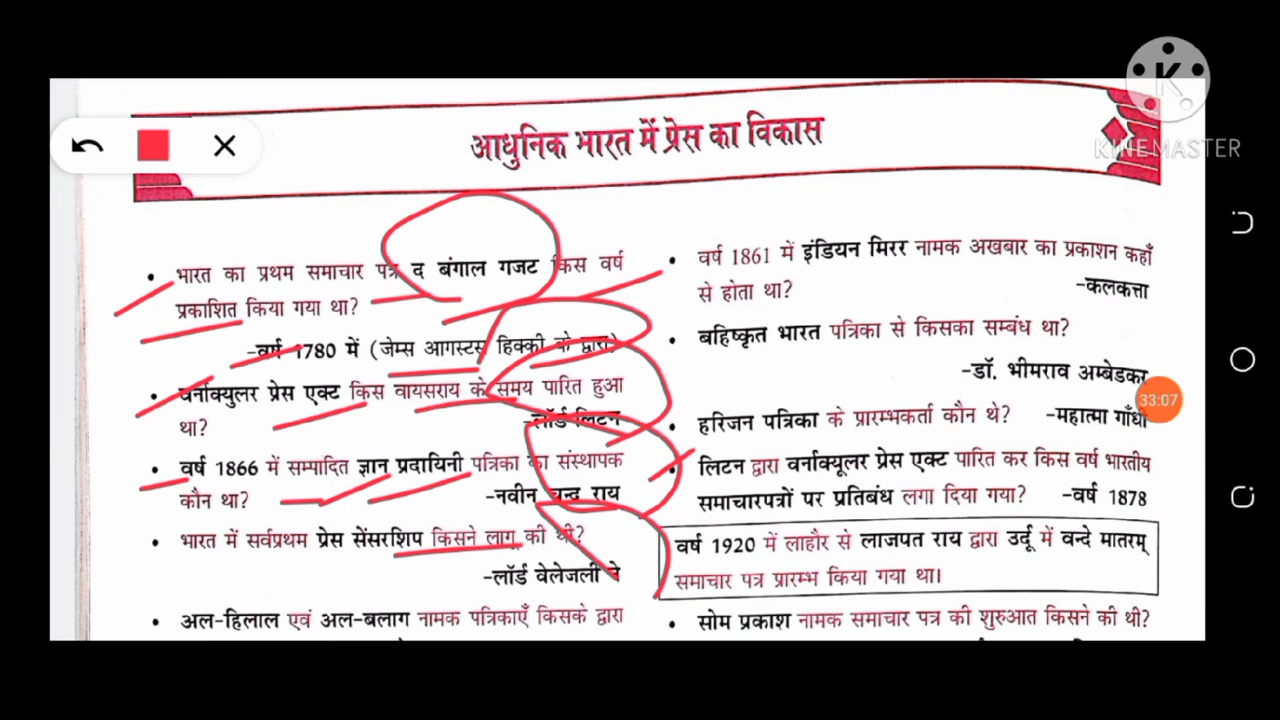 KINEMASTER
आधुनिक भारत में प्रेस का विकास
भारत का प्रथम समाचार पत्र द बंगाल गजट किस वर्ष
प्रकाशित किया गया था?
-वर्ष 1780 में (जेम्स आगस्टस हिक्की के द्वारा)
वर्नाक्युलर प्रेस एक्ट किस वायसराय के समय पारित हुआ
था?
-लॉर्ड लिटन
वर्ष 1866 में सम्पादित ज्ञान प्रदायिनी पत्रिका का संस्थापक
कौन था?
-नवीन चन्द्र राय
भारत में सर्वप्रथम प्रेस सेंसरशिप किसने लागू की थी?
-लॉर्ड वेलेजली ने
अल-हिलाल एवं अल-बलाग नामक पत्रिकाएँ किसके द्वारा
वर्ष 1861 में इंडियन मिरर नामक अखबार का प्रकाशन कहाँ
से होता था?
-कलकत्ता
बहिष्कृत भारत पत्रिका से किसका सम्बंध था?
-डॉ. भीमराव अम्बेडकर
33:07
हरिजन पत्रिका के प्रारम्भकर्ता कौन थे? -महात्मा गाँधी
लिटन द्वारा वर्नाक्यूलर प्रेस एक्ट पारित कर किस वर्ष भारतीय
समाचारपत्रों पर प्रतिबंध लगा दिया गया? -वर्ष 1878
वर्ष 1920 में लाहौर से लाजपत राय द्वारा उर्दू में वन्दे मातरम्
समाचार पत्र प्रारम्भ किया गया था।
सोम प्रकाश नामक समाचार पत्र की शुरुआत किसने की थी?